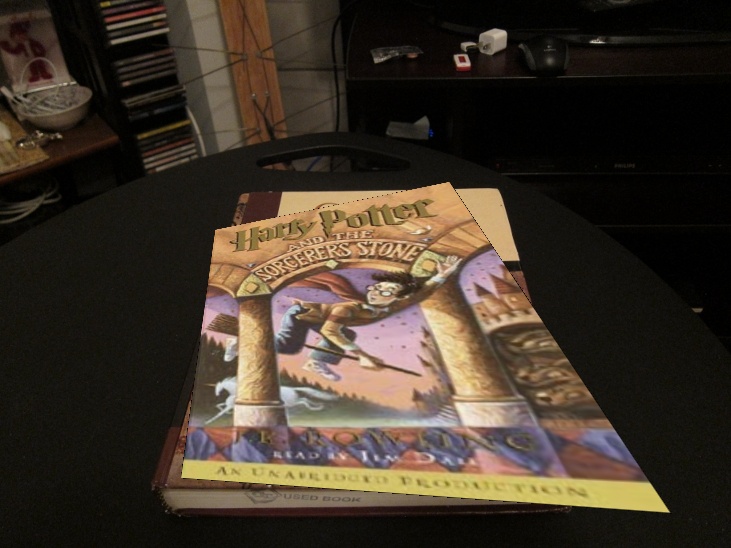 Harry Potter
AND THE
SORCERER'S STONE
J.K. ROWLING
READ BY JIM DALE
AN UNABRIDGED PRODUCTION
USED BOOK